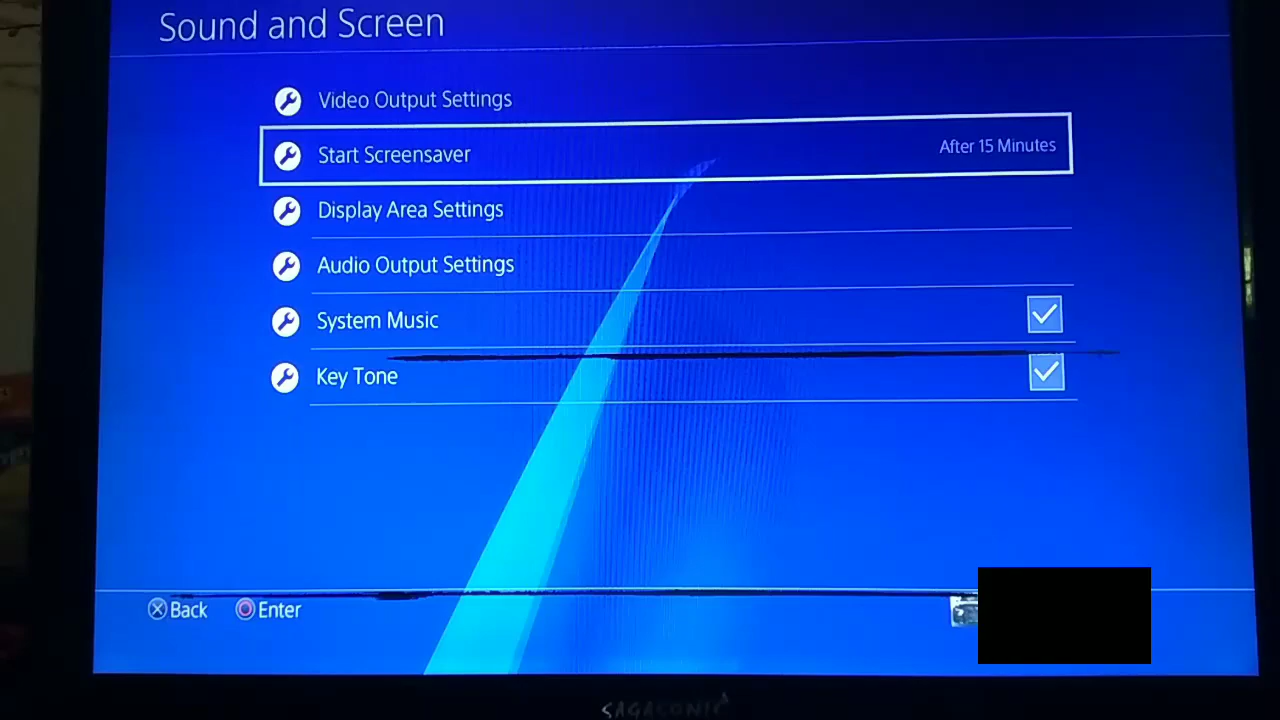 Sound and Screen
Video Output Settings
Start Screensaver After 15 Minutes
Display Area Settings
Audio Output Settings
System Music
Key Tone
Back Enter